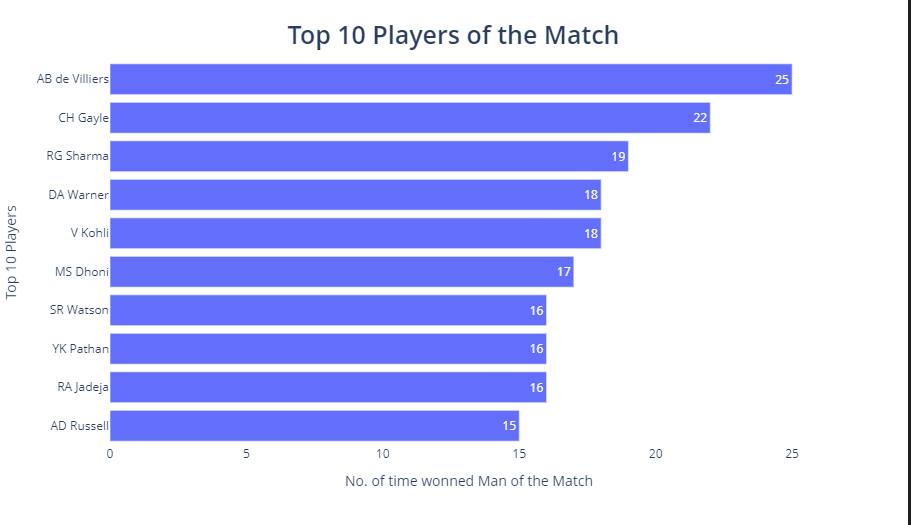 Top 10 Players of the Match
Top 10 Players
AB de Villiers 25
CH Gayle 22
RG Sharma 19
DA Warner 18
V Kohli 18
MS Dhoni 17
SR Watson 16
YK Pathan 16
RA Jadeja 16
AD Russell 15
0 5 10 15 20 25
No. of time wonned Man of the Match